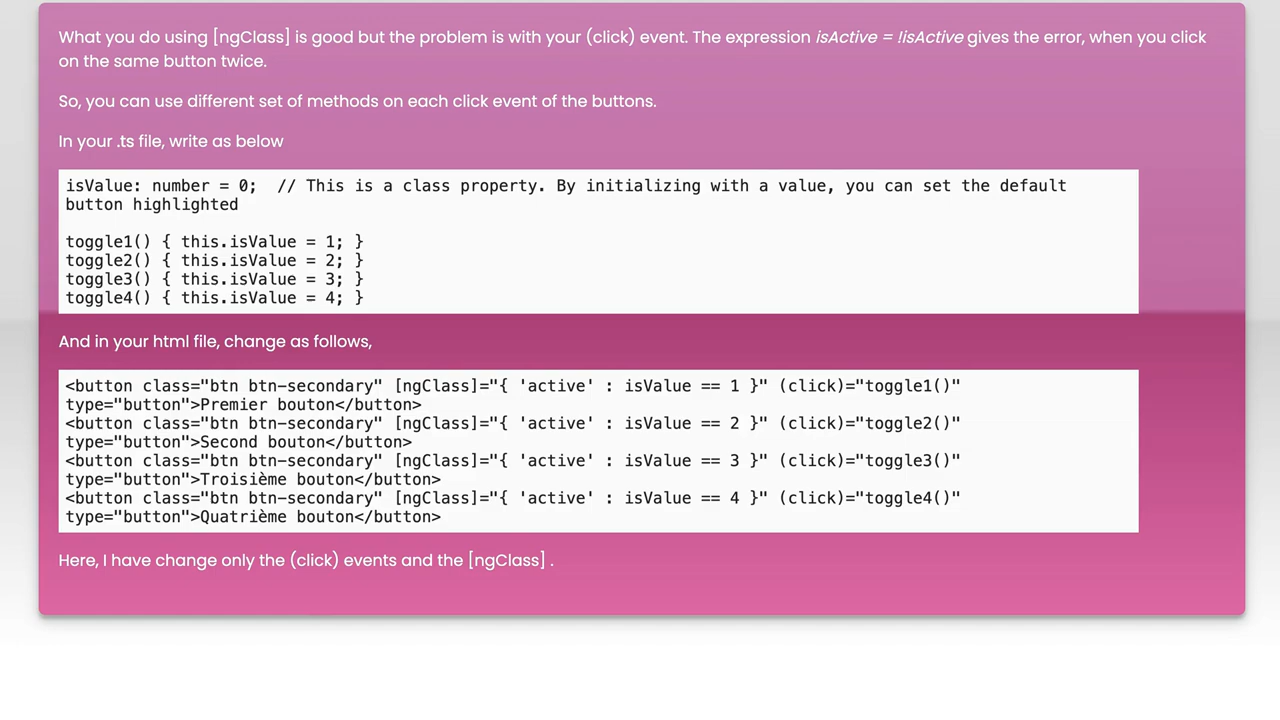 What you do using [ngClass] is good but the problem is with your (click) event. The expression isActive = !isActive gives the error, when you click
on the same button twice.
So, you can use different set of methods on each click event of the buttons.
In your .ts file, write as below
isValue: number = 0;  // This is a class property. By initializing with a value, you can set the default
button highlighted
toggle1() { this.isValue = 1; }
toggle2() { this.isValue = 2; }
toggle3() { this.isValue = 3; }
toggle4() { this.isValue = 4; }
And in your html file, change as follows,
<button class="btn btn-secondary" [ngClass]="{ 'active' : isValue == 1 }" (click)="toggle1()"
type="button">Premier bouton</button>
<button class="btn btn-secondary" [ngClass]="{ 'active' : isValue == 2 }" (click)="toggle2()"
type="button">Second bouton</button>
<button class="btn btn-secondary" [ngClass]="{ 'active' : isValue == 3 }" (click)="toggle3()"
type="button">Troisième bouton</button>
<button class="btn btn-secondary" [ngClass]="{ 'active' : isValue == 4 }" (click)="toggle4()"
type="button">Quatrième bouton</button>
Here, I have change only the (click) events and the [ngClass] .